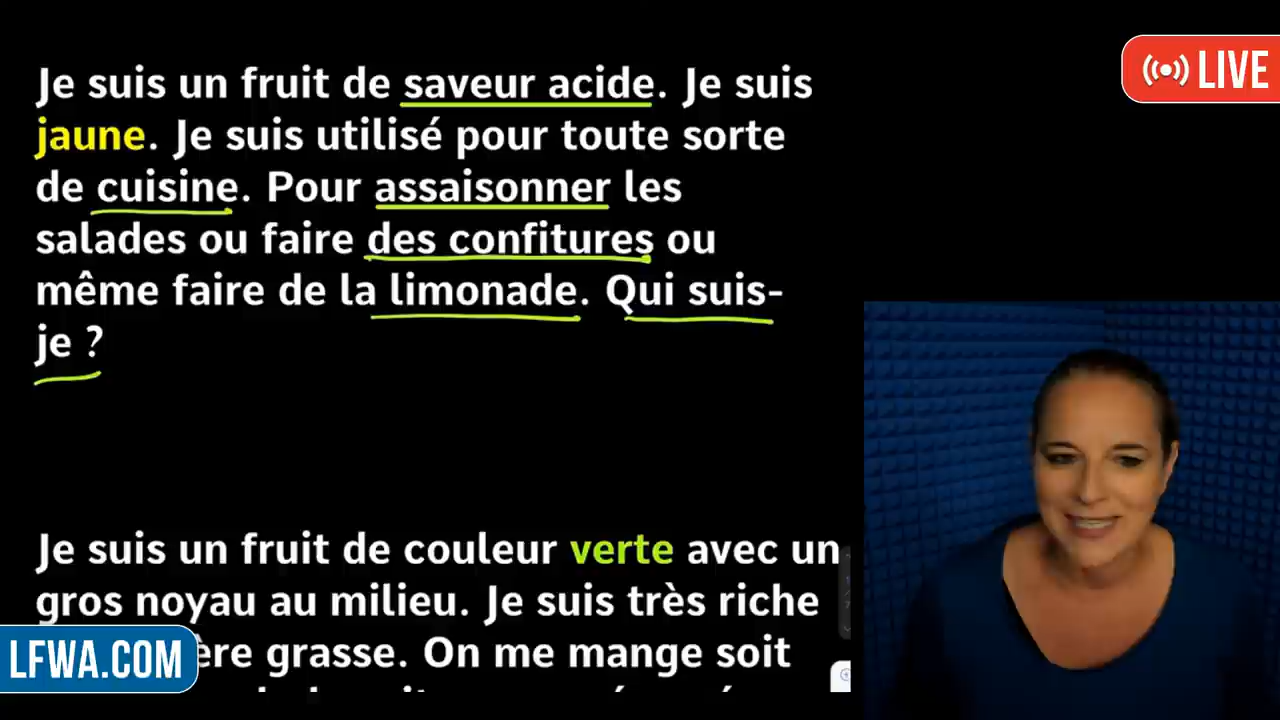 Je suis un fruit de saveur acide. Je suis
jaune. Je suis utilisé pour toute sorte
de cuisine. Pour assaisonner les
salades ou faire des confitures ou
même faire de la limonade. Qui suis-
je ?
Je suis un fruit de couleur verte avec un
gros noyau au milieu. Je suis très riche
grasse. On me mange soit
LIVE
LFWA.COM